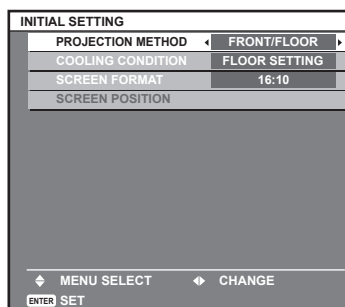 INITIAL SETTING
PROJECTION METHOD FRONT/FLOOR
COOLING CONDITION FLOOR SETTING
SCREEN FORMAT 16:10
SCREEN POSITION
MENU SELECT CHANGE
ENTER SET